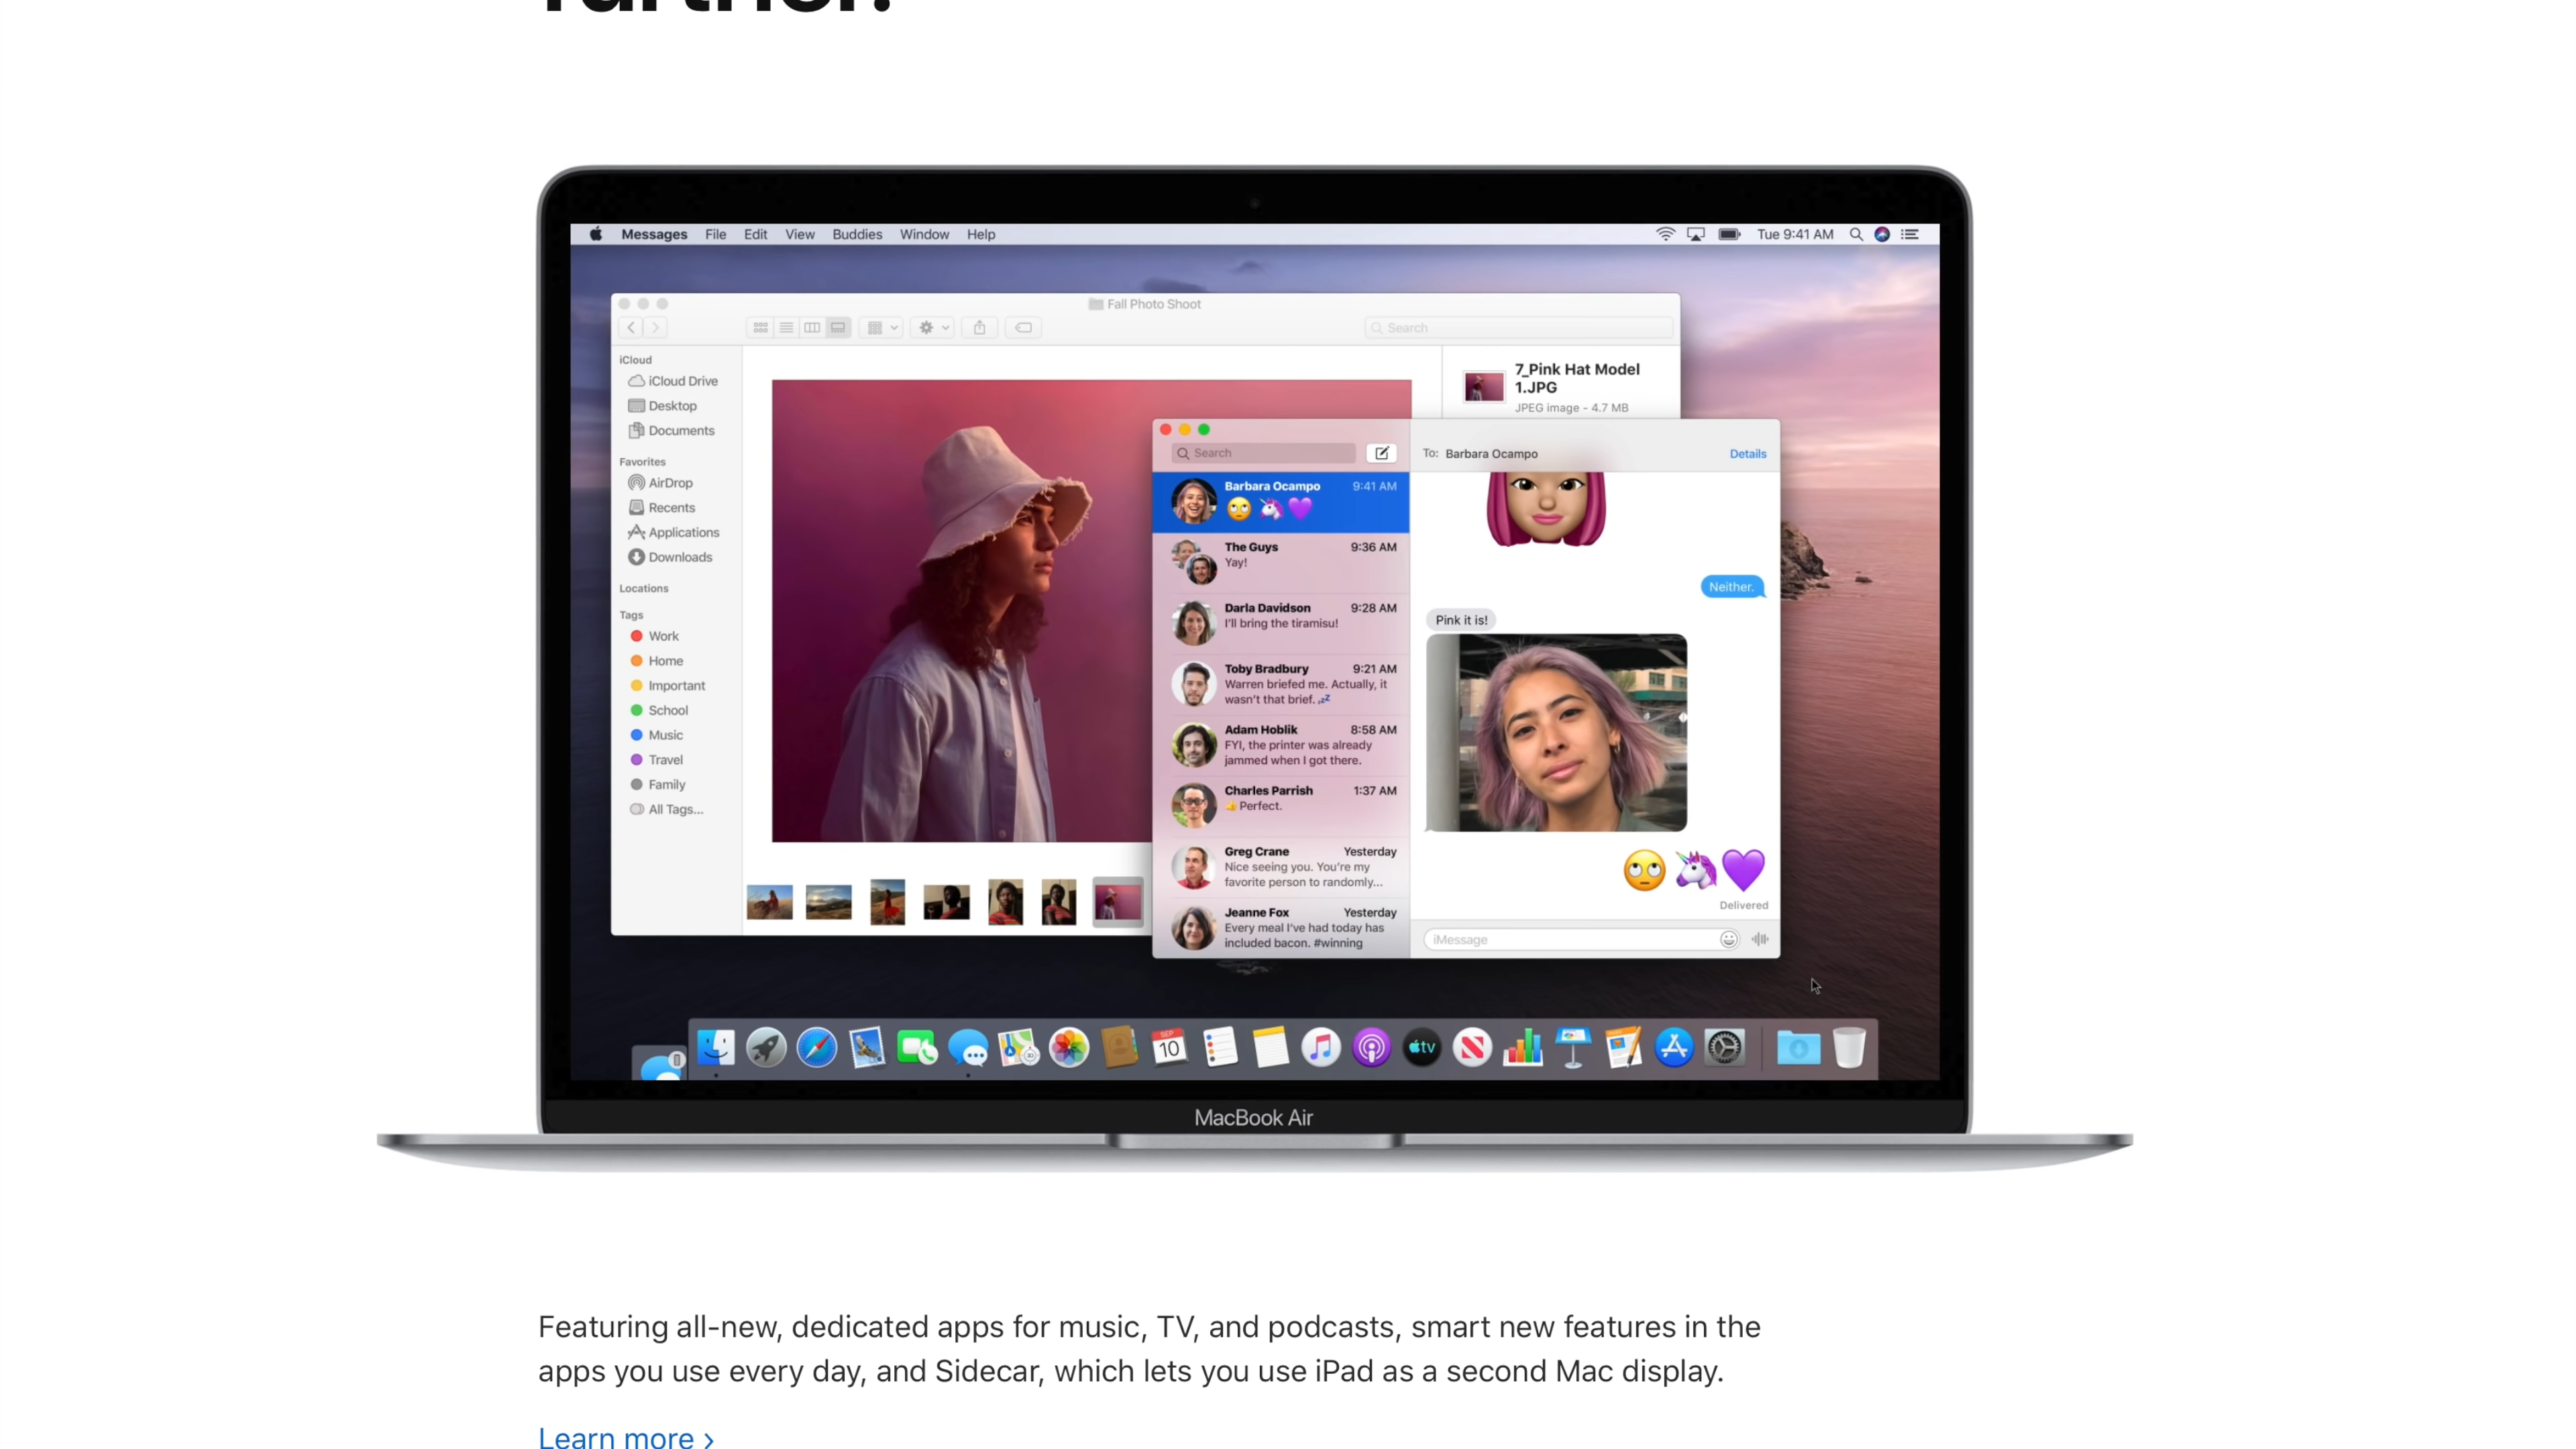 further.
Messages File Edit View Buddies Window Help Tue 9:41 AM
Fall Photo Shoot
Search
iCloud
iCloud Drive
Desktop
Documents
Favorites
AirDrop
Recents
Applications
Downloads
Locations
Tags
Work
Home
Important
School
Music
Travel
Family
All Tags...
7_Pink Hat Model
1.JPG
JPEG image - 4.7 MB
Search
Barbara Ocampo 9:41 AM
🙄 🦄 💜
The Guys 9:36 AM
Yay!
Darla Davidson 9:28 AM
I'll bring the tiramisu!
Toby Bradbury 9:21 AM
Warren briefed me. Actually, it
wasn't that brief. 💤
Adam Hoblik 8:58 AM
FYI, the printer was already
jammed when I got there.
Charles Parrish 1:37 AM
👍 Perfect.
Greg Crane Yesterday
Nice seeing you. You're my
favorite person to randomly...
Jeanne Fox Yesterday
Every meal I've had today has
included bacon. #winning
To: Barbara Ocampo Details
Neither.
Pink it is!
🙄 🦄 💜
Delivered
iMessage
SEP
10
tv
MacBook Air
Featuring all-new, dedicated apps for music, TV, and podcasts, smart new features in the
apps you use every day, and Sidecar, which lets you use iPad as a second Mac display.
Learn more ›